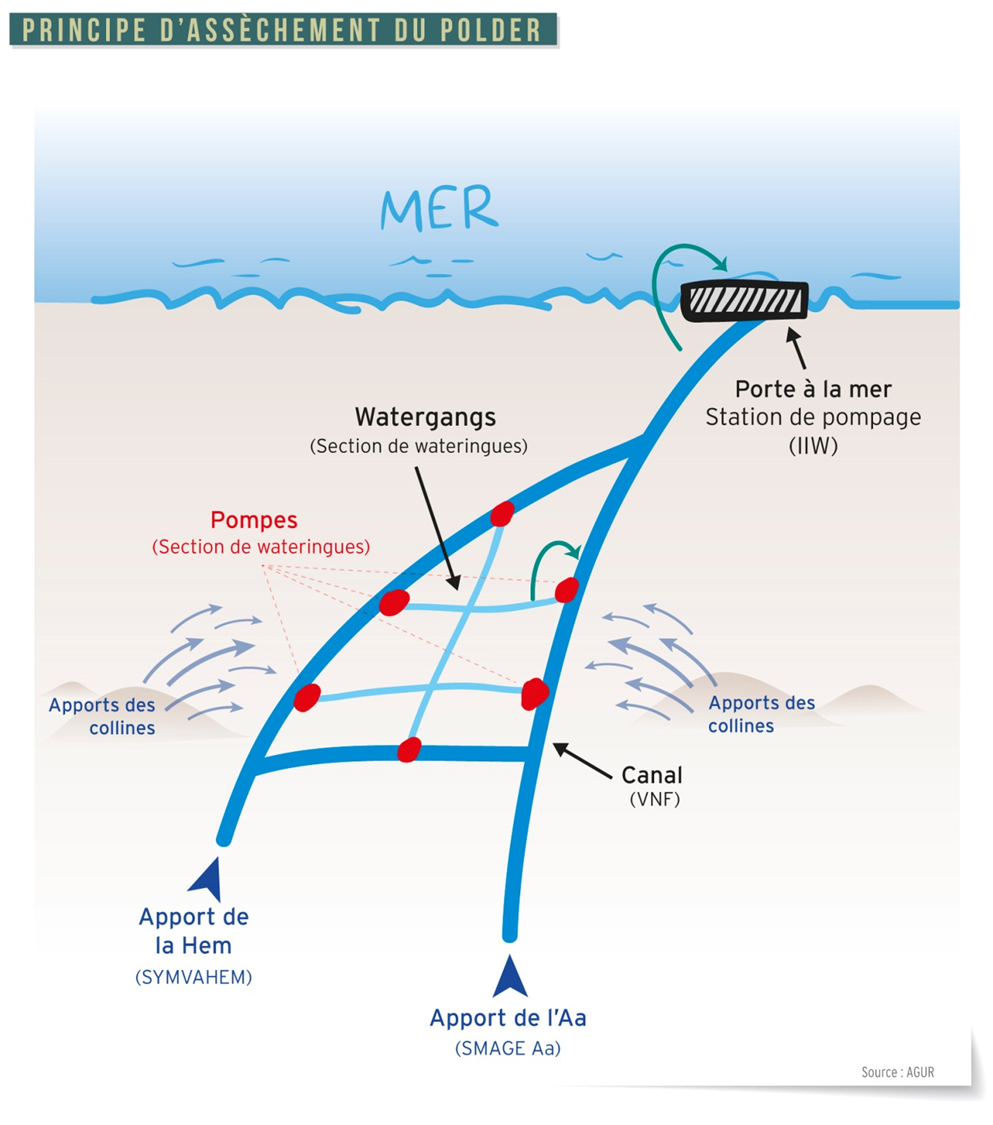 PRINCIPE D'ASSÈCHEMENT DU POLDER
MER
Porte à la mer
Station de pompage
(IIW)
Watergangs
(Section de wateringues)
Pompes
(Section de wateringues)
Apports des
collines
Apports des
collines
Canal
(VNF)
Apport de
la Hem
(SYMVAHEM)
Apport de l'Aa
(SMAGE Aa)
Source : AGUR